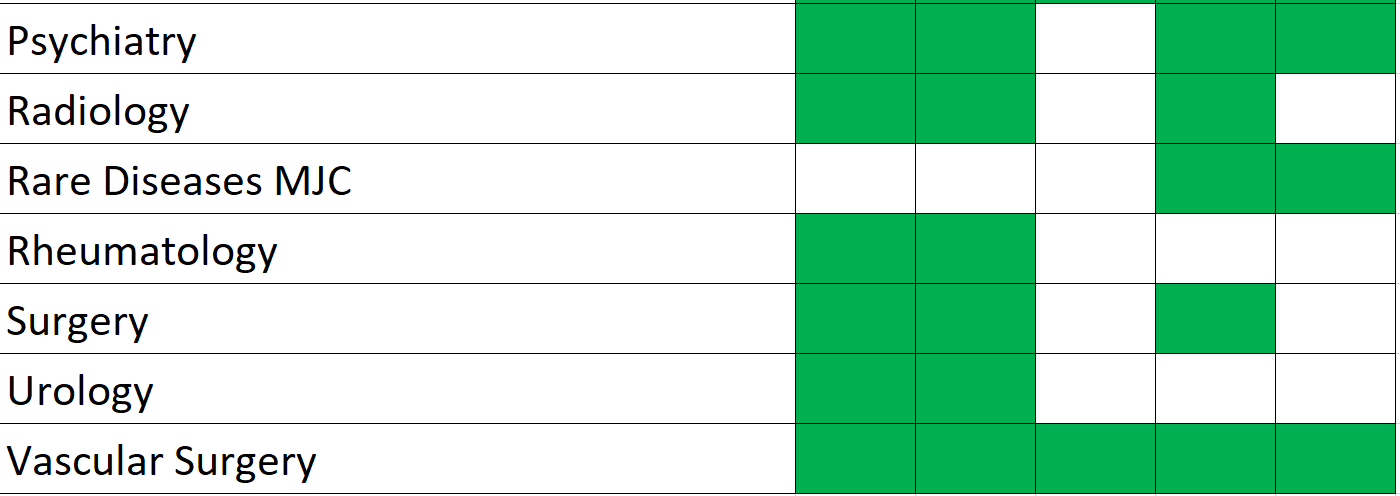 Psychiatry
Radiology
Rare Diseases MJC
Rheumatology
Surgery
Urology
Vascular Surgery